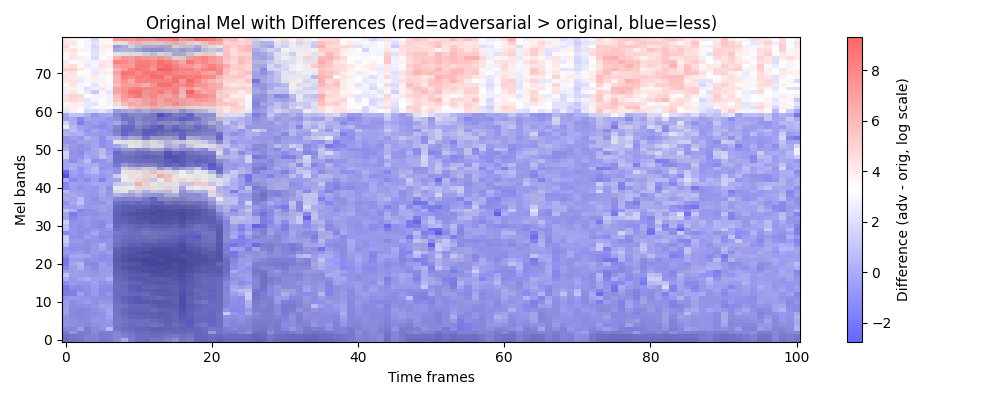 Original Mel with Differences (red=adversarial > original, blue=less)
Mel bands
70
60
50
40
30
20
10
0
0 20 40 60 80 100
Time frames
8
6
4
2
0
−2
Difference (adv - orig, log scale)